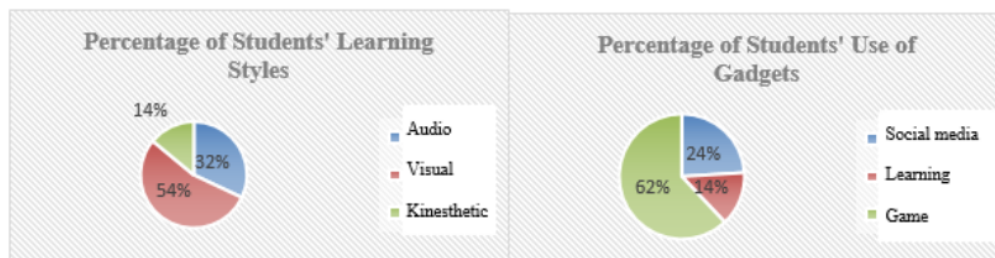 Percentage of Students' Learning
Styles
14%
32%
54%
Audio
Visual
Kinesthetic
Percentage of Students' Use of
Gadgets
24%
14%
62%
Social media
Learning
Game